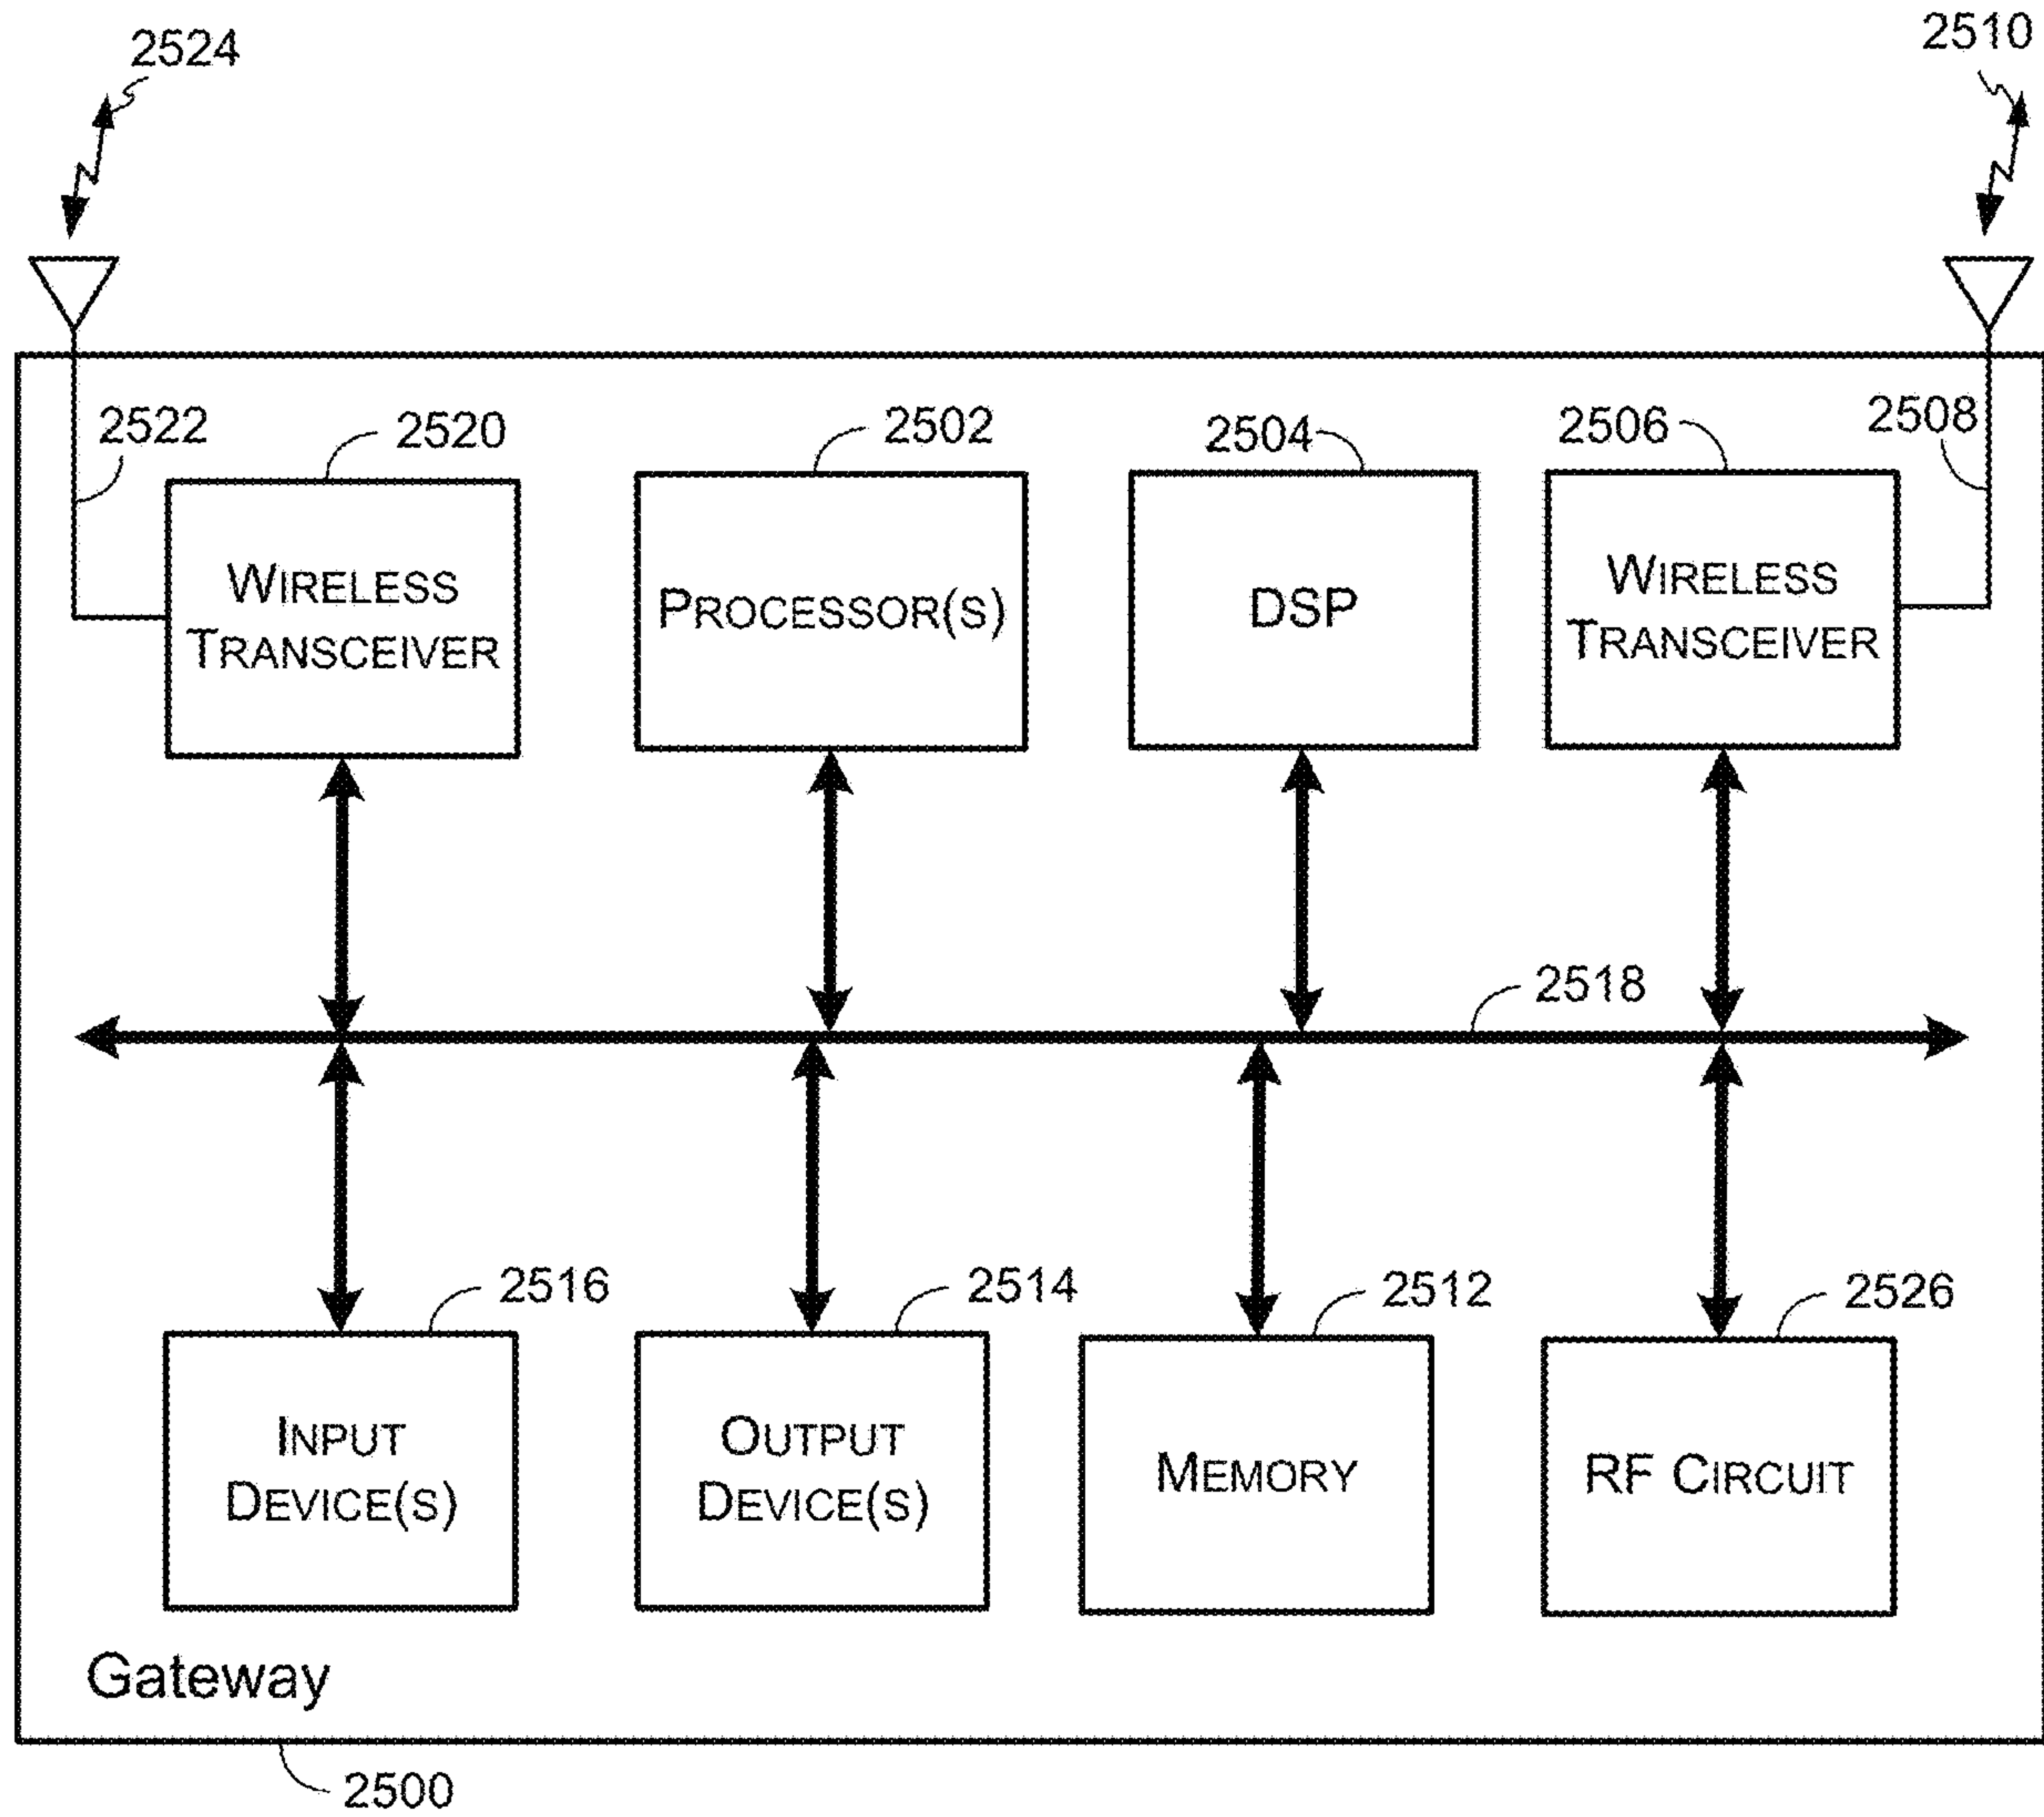 2524
2510
2522
2520
2502
2504
2506
2508
WIRELESS
TRANSCEIVER
PROCESSOR(S)
DSP
WIRELESS
TRANSCEIVER
2518
2516
2514
2512
2526
INPUT
DEVICE(S)
OUTPUT
DEVICE(S)
MEMORY
RF CIRCUIT
Gateway
2500